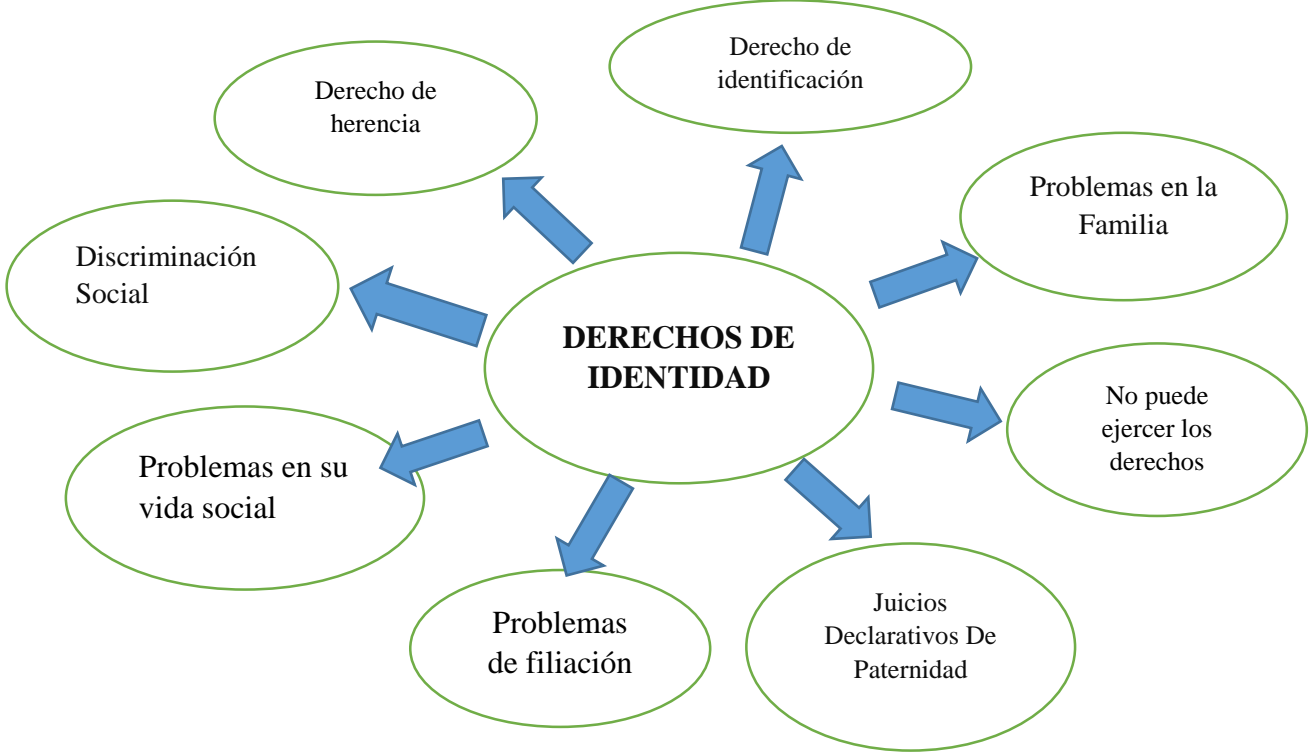 Derecho de
identificación
Derecho de
herencia
Problemas en la
Familia
Discriminación
Social
DERECHOS DE
IDENTIDAD
No puede
ejercer los
derechos
Problemas en su
vida social
Problemas
de filiación
Juicios
Declarativos De
Paternidad